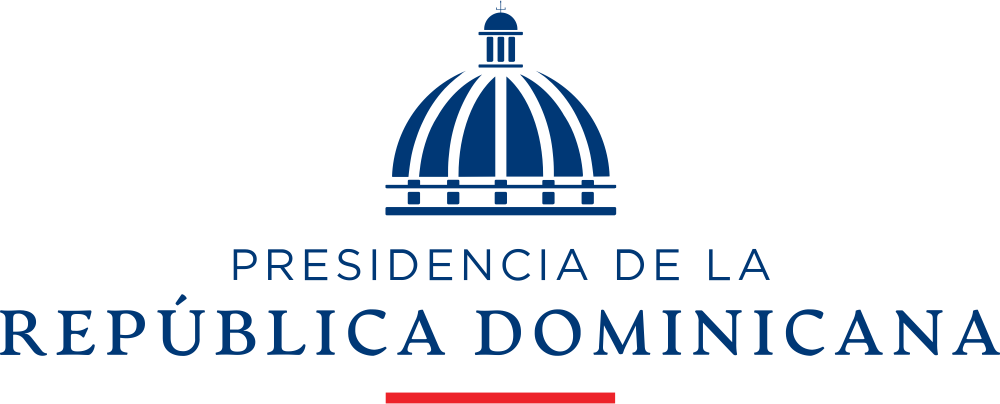 PRESIDENCIA DE LA
REPÚBLICA DOMINICANA